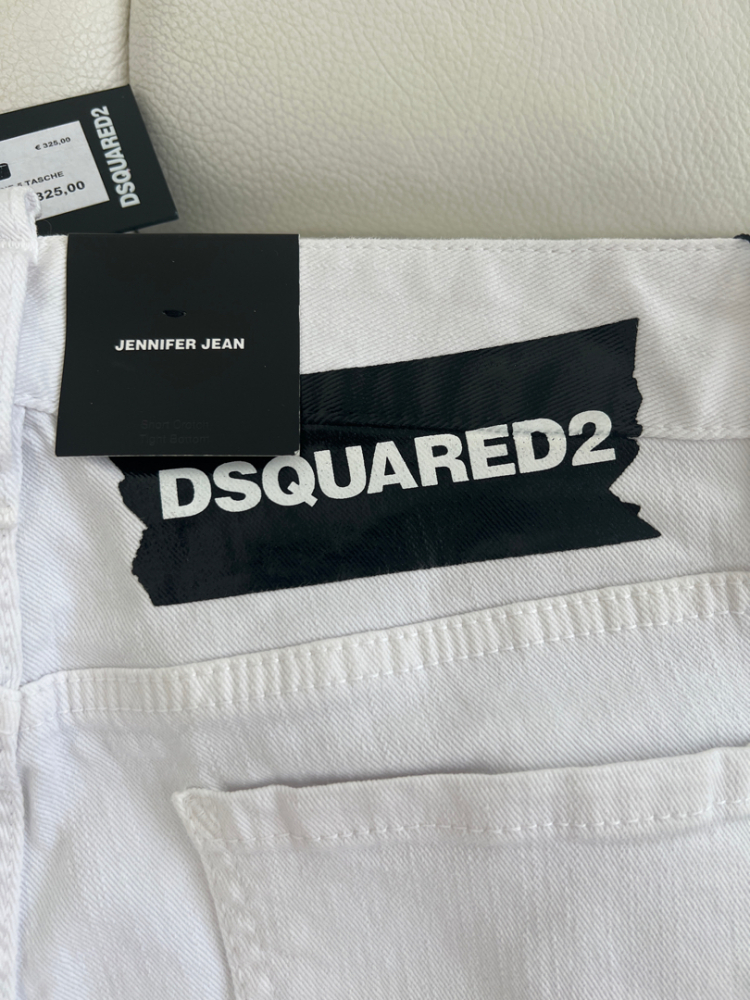 DSQUARED2
€ 325,00
TASCHE
325,00
JENNIFER JEAN
DSQUARED2